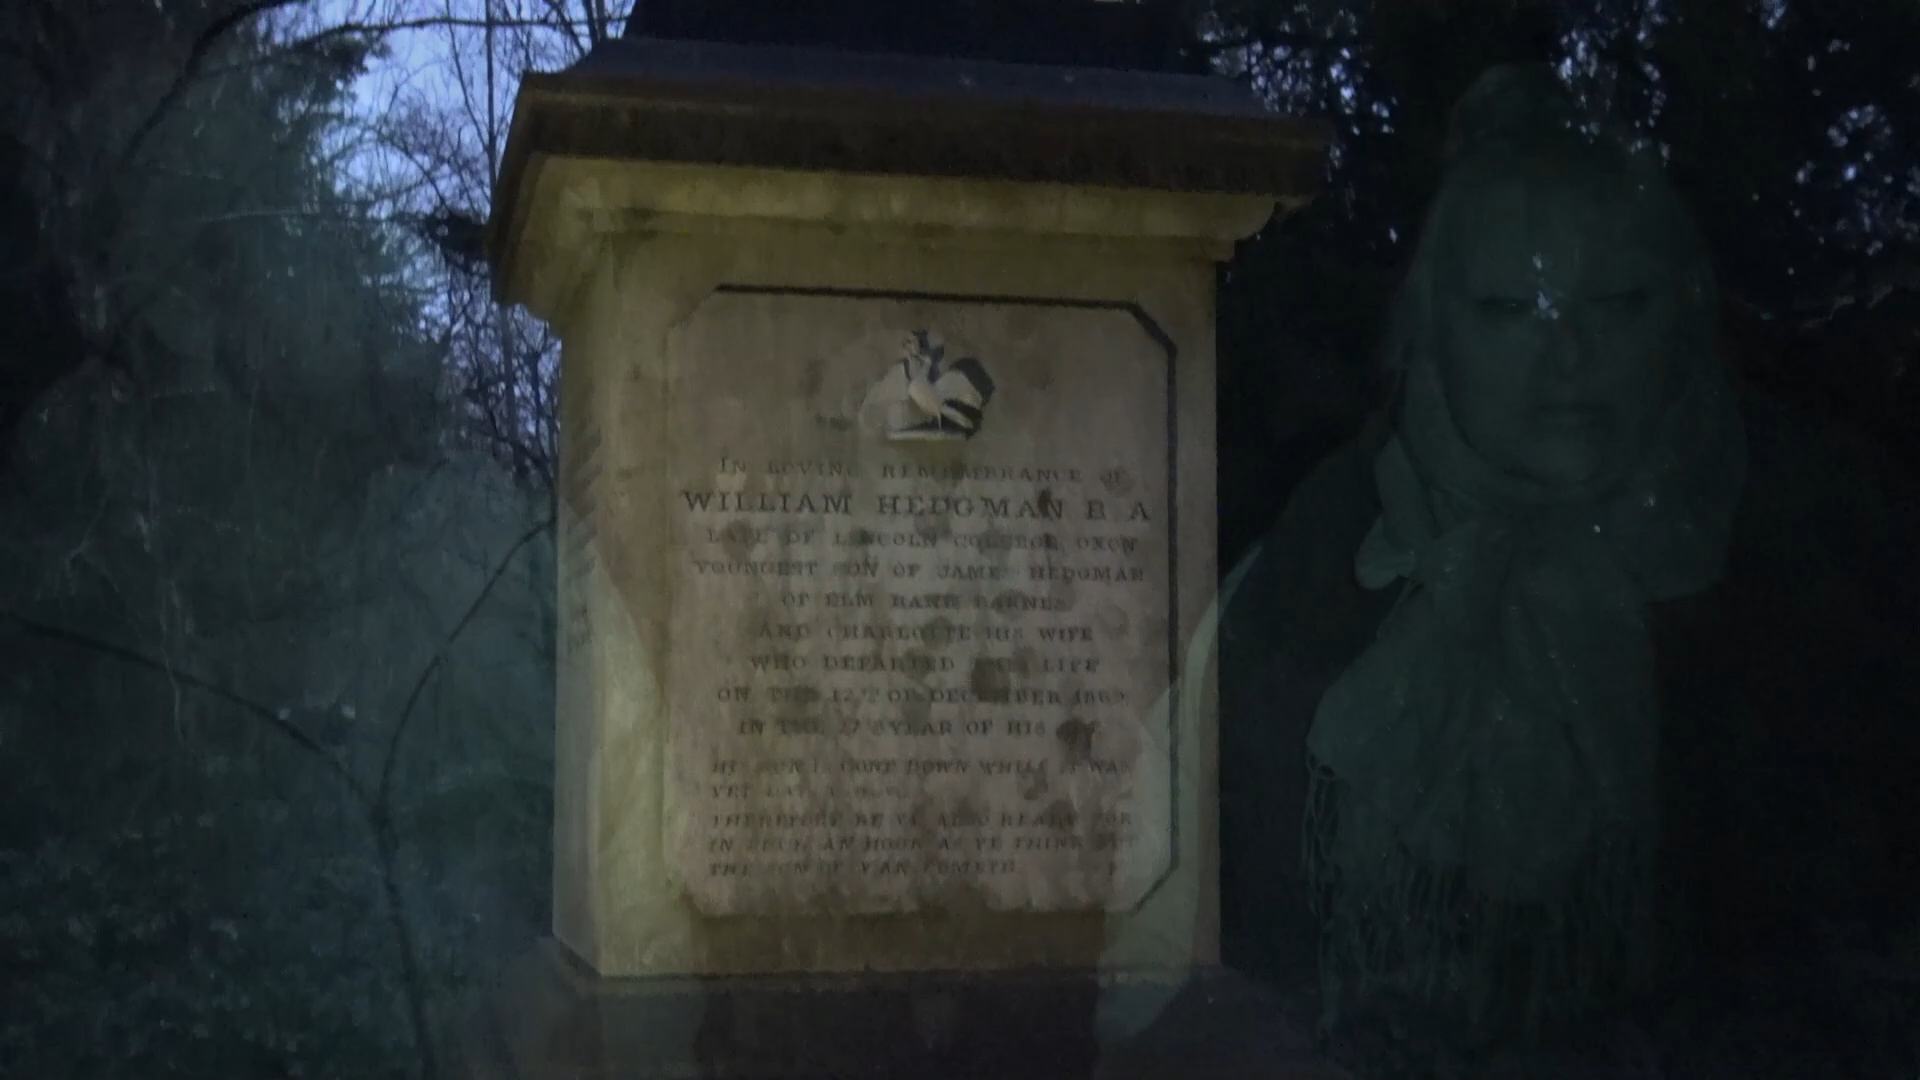 IN LOVING REMEMBRANCE OF
WILLIAM HEDGMAN B A
LATE OF LINCOLN COLLEGE OXON
YOUNGEST SON OF JAMES HEDGMAN
OF ELM BANK BARNES
AND CHARLOTTE HIS WIFE
WHO DEPARTED THIS LIFE
ON THE 12TH OF DECEMBER
IN THE 27 YEAR OF HIS
HIS SUN IS GONE DOWN WHILE IT WAS
YET DAY
THEREFORE BE YE ALSO READY FOR
IN SUCH AN HOUR AS YE THINK NOT
THE SON OF MAN COMETH